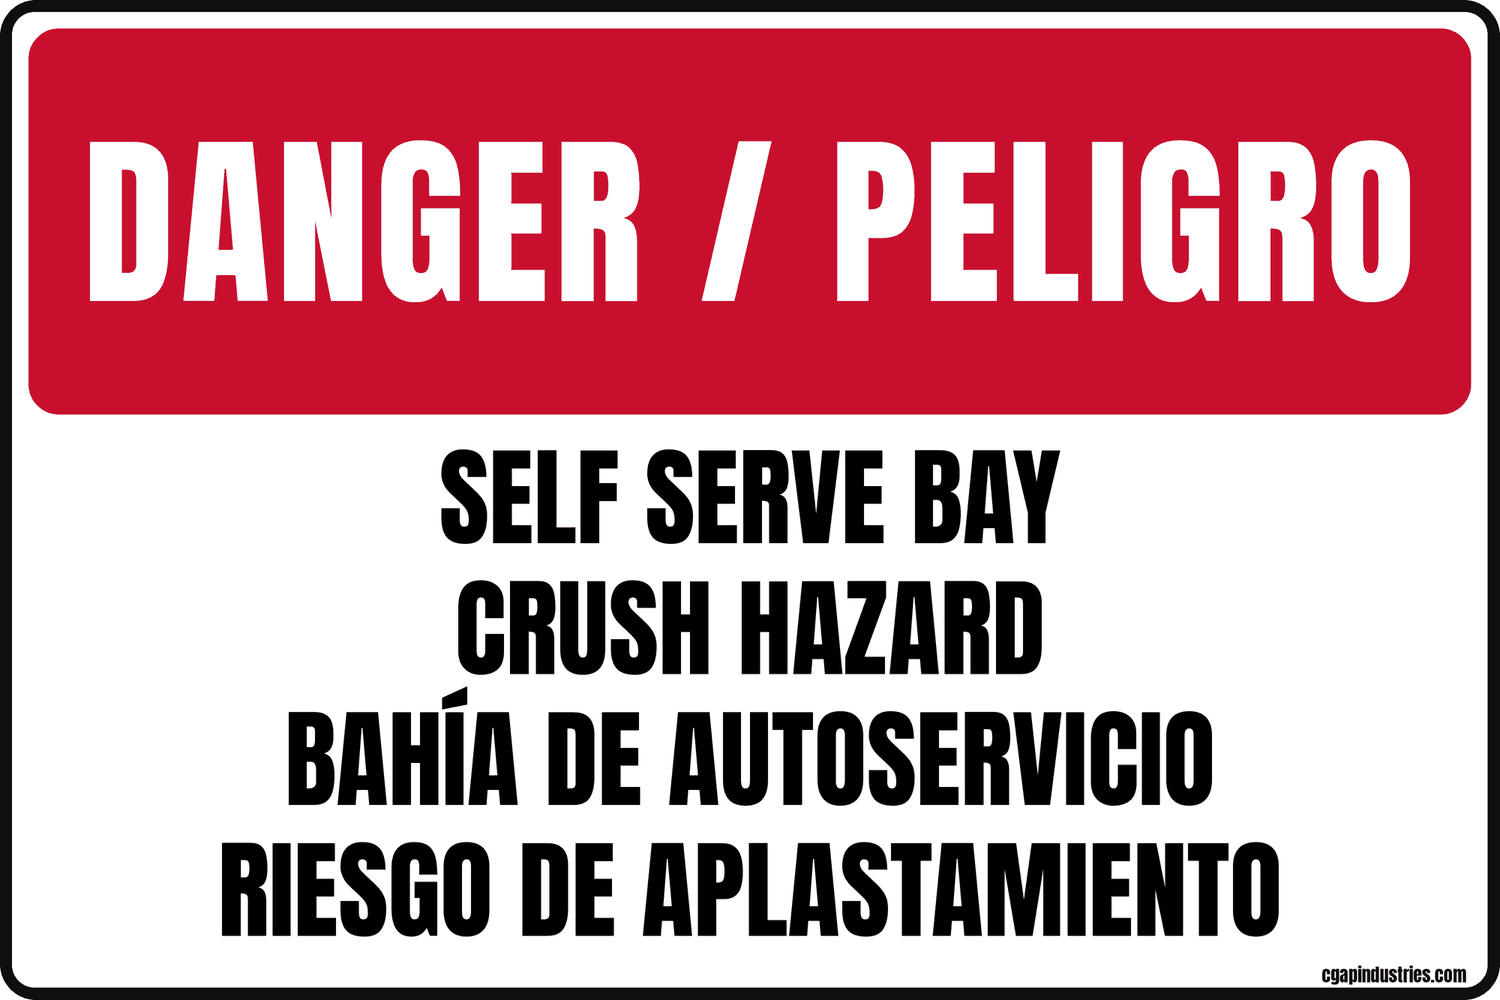 DANGER / PELIGRO
SELF SERVE BAY
CRUSH HAZARD
BAHÍA DE AUTOSERVICIO
RIESGO DE APLASTAMIENTO
cgapindustries.com